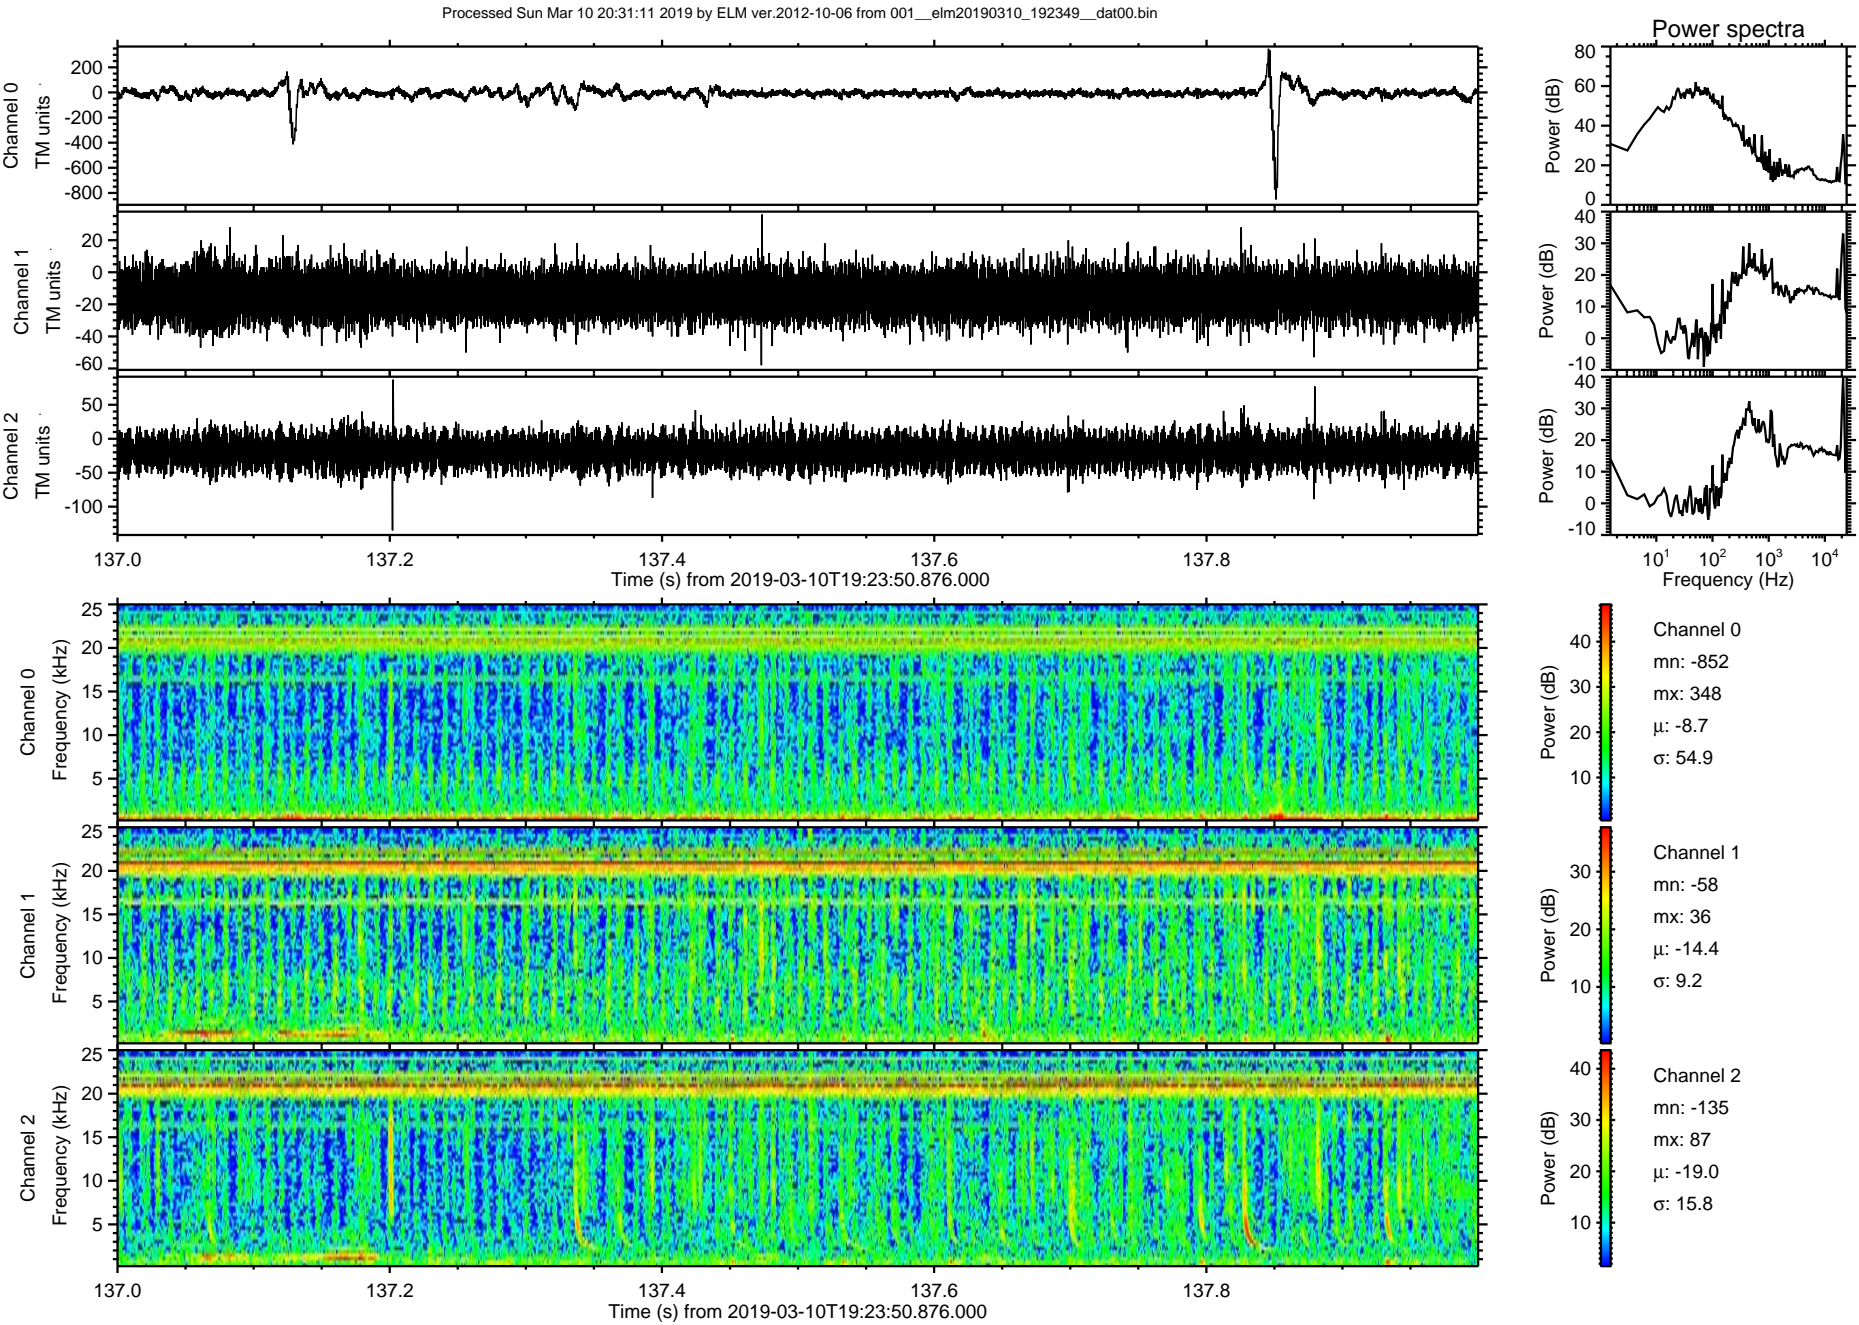 Processed Sun Mar 10 20:31:11 2019 by ELM ver.2012-10-06 from 001__elm20190310_192349__dat00.bin
Power spectra
Channel 0
TM units
200
0
-200
-400
-600
-800
Power (dB)
80
60
40
20
0
Channel 1
TM units
20
0
-20
-40
-60
Power (dB)
40
30
20
10
0
-10
Channel 2
TM units
50
0
-50
-100
Power (dB)
40
30
20
10
0
-10
137.0
137.2
137.4
137.6
137.8
Time (s) from 2019-03-10T19:23:50.876.000
10¹
10²
10³
10⁴
Frequency (Hz)
Channel 0
Frequency (kHz)
25
20
15
10
5
Power (dB)
40
30
20
10
Channel 0
mn: -852
mx: 348
μ: -8.7
σ: 54.9
Channel 1
Frequency (kHz)
25
20
15
10
5
Power (dB)
30
20
10
Channel 1
mn: -58
mx: 36
μ: -14.4
σ: 9.2
Channel 2
Frequency (kHz)
25
20
15
10
5
Power (dB)
40
30
20
10
Channel 2
mn: -135
mx: 87
μ: -19.0
σ: 15.8
137.0
137.2
137.4
137.6
137.8
Time (s) from 2019-03-10T19:23:50.876.000